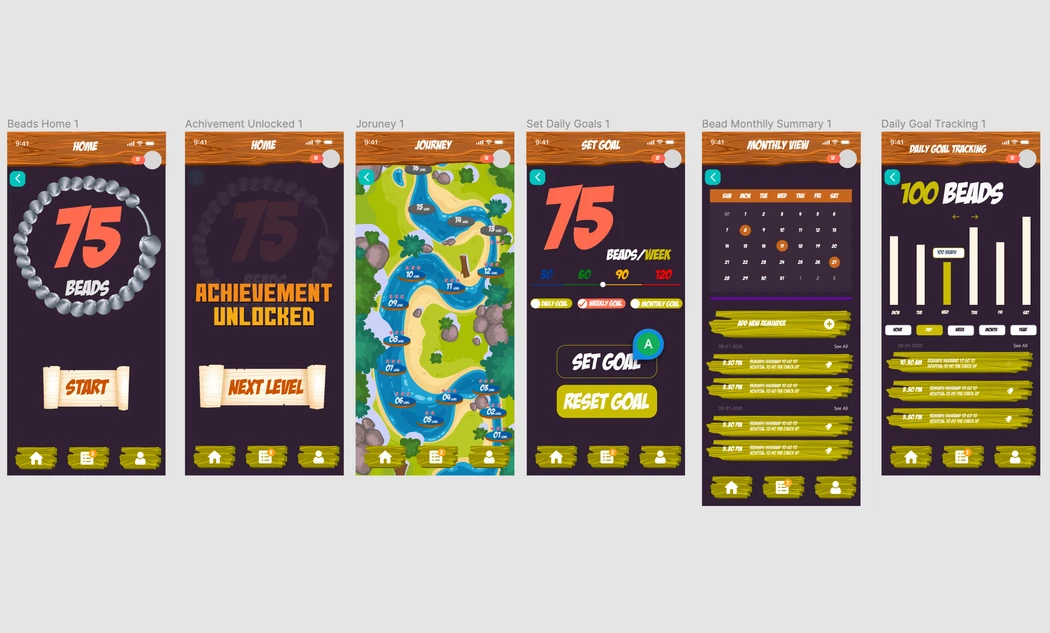 Beads Home 1
9:41
HOME
75
BEADS
START
Achivement Unlocked 1
9:41
HOME
ACHIEVEMENT
UNLOCKED
NEXT LEVEL
Joruney 1
9:41
JOURNEY
16
15
14
13
12
11
10
09
08
07
06
05
04
03
02
01
Set Daily Goals 1
9:41
SET GOAL
75
BEADS/WEEK
30 60 90 120
DAILY GOAL WEEKLY GOAL MONTHLY GOAL
A
SET GOAL
RESET GOAL
Bead Monthlly Summary 1
9:41
MONTHLY VIEW
SUN MON TUE WED THU FRI SAT
30 1 2 3 4 5 6
7 8 9 10 11 12 13
14 15 16 17 18 19 20
21 22 23 24 25 26 27
28 29 30 31 1 2 3
ADD NEW REMINDER
08-01-2020
See All
5.30 PM
5.30 PM
See All
5.30 PM
5.30 PM
Daily Goal Tracking 1
9:41
DAILY GOAL TRACKING
100 BEADS
100 BEADS
MON TUE WED THU FRI SAT
HOUR DAY WEEK MONTH YEAR
08-01-2020
See All
10.30 AM
5.30 PM
5.30 PM